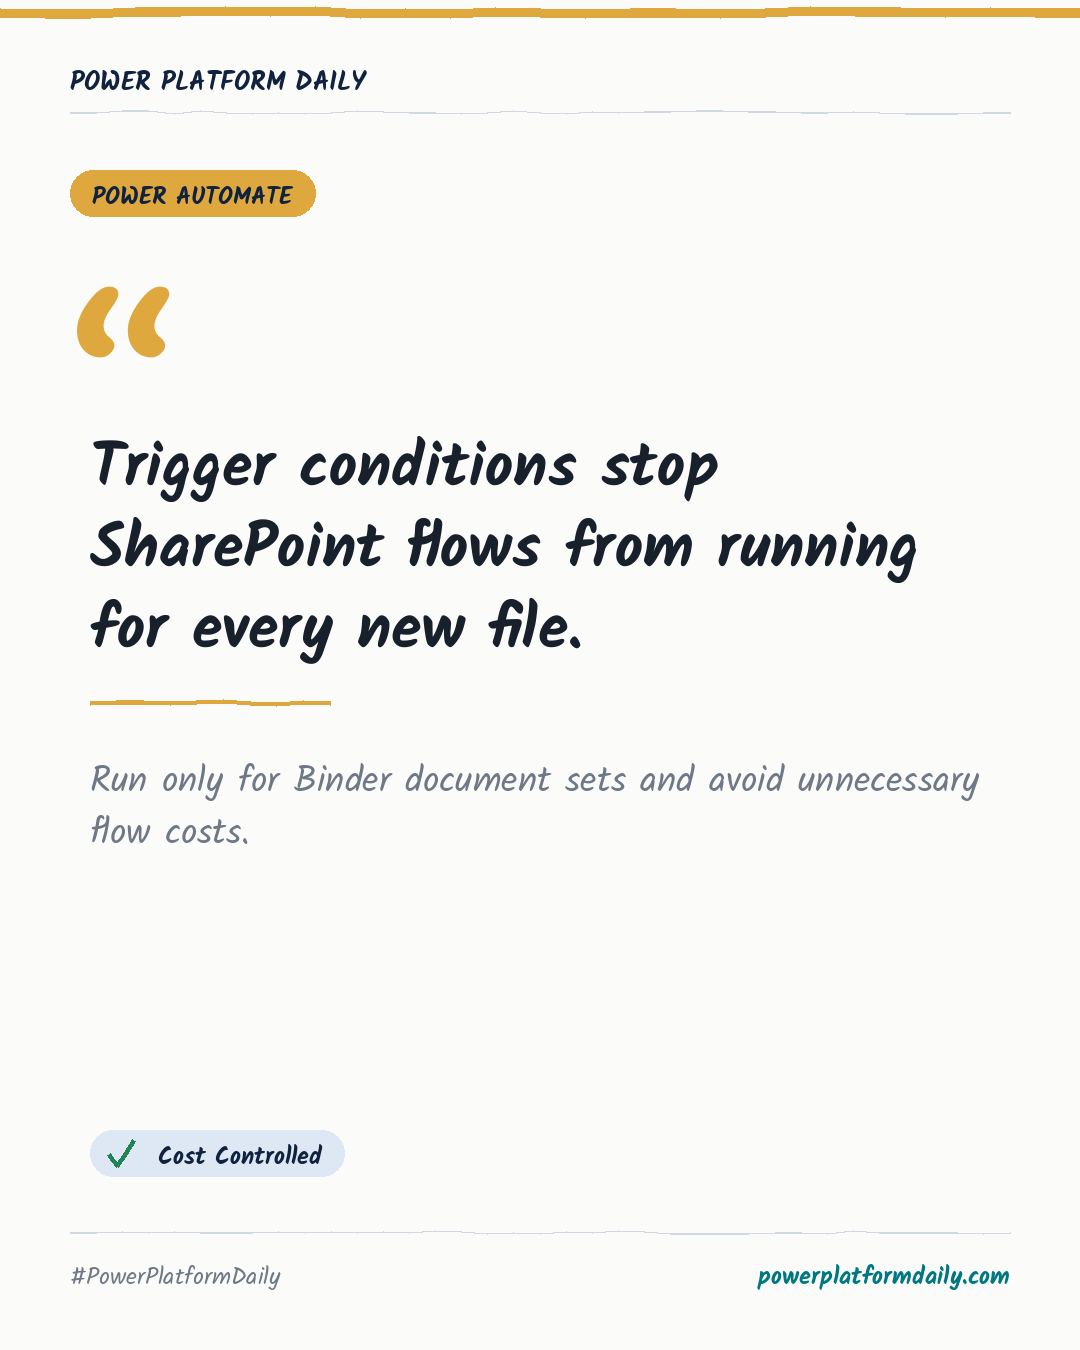 POWER PLATFORM DAILY
POWER AUTOMATE
“
Trigger conditions stop
SharePoint flows from running
for every new file.
Run only for Binder document sets and avoid unnecessary
flow costs.
✓ Cost Controlled
#PowerPlatformDaily
powerplatformdaily.com